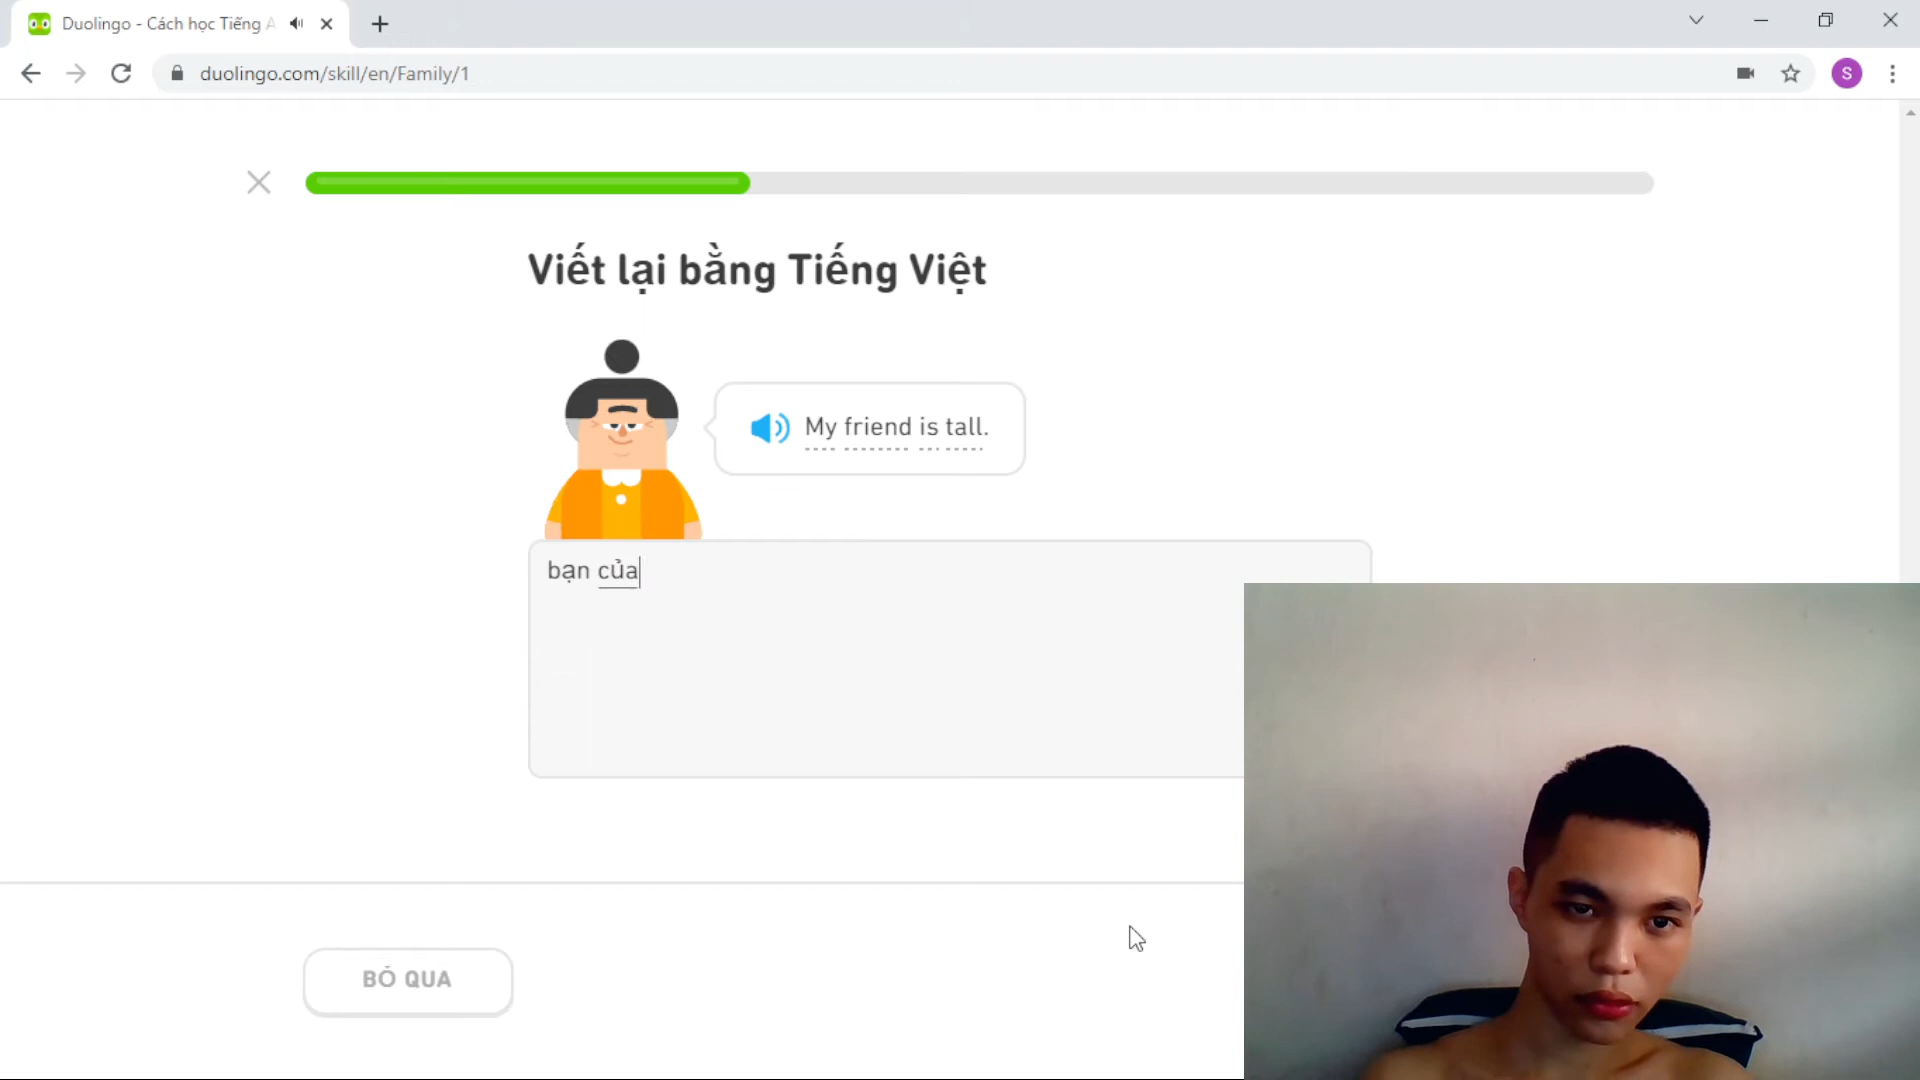 Duolingo - Cách học Tiếng A
duolingo.com/skill/en/Family/1
S
Viết lại bằng Tiếng Việt
My friend is tall.
bạn của
BỎ QUA